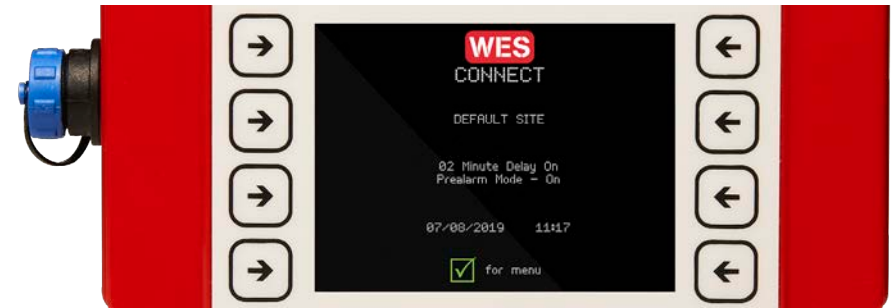 WES
CONNECT
DEFAULT SITE
02 Minute Delay On
Prealarm Mode - On
07/08/2019 11:17
for menu